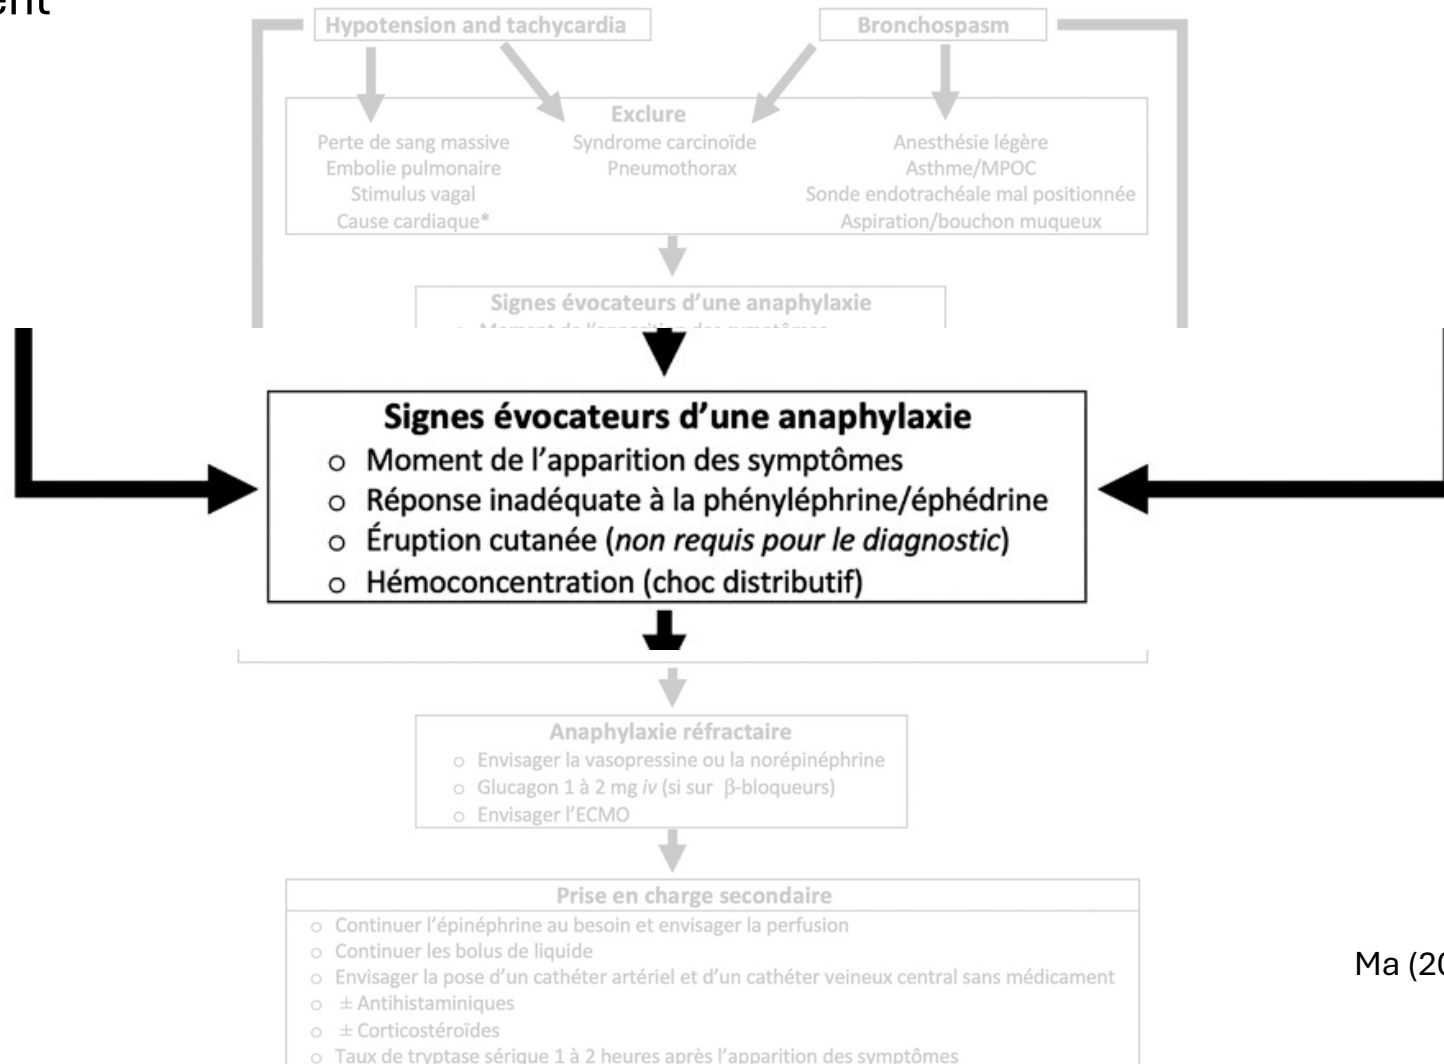 Hypotension and tachycardia
Bronchospasm
Exclure
Perte de sang massive
Embolie pulmonaire
Stimulus vagal
Cause cardiaque*
Syndrome carcinoïde
Pneumothorax
Anesthésie légère
Asthme/MPOC
Sonde endotrachéale mal positionnée
Aspiration/bouchon muqueux
Signes évocateurs d'une anaphylaxie
Moment de l'apparition des symptômes
Signes évocateurs d'une anaphylaxie
o Moment de l'apparition des symptômes
o Réponse inadéquate à la phényléphrine/éphédrine
o Éruption cutanée (non requis pour le diagnostic)
o Hémoconcentration (choc distributif)
Anaphylaxie réfractaire
o Envisager la vasopressine ou la norépinéphrine
o Glucagon 1 à 2 mg iv (si sur β-bloqueurs)
o Envisager l'ECMO
Prise en charge secondaire
o Continuer l'épinéphrine au besoin et envisager la perfusion
o Continuer les bolus de liquide
o Envisager la pose d'un cathéter artériel et d'un cathéter veineux central sans médicament
o ± Antihistaminiques
o ± Corticostéroïdes
o Taux de tryptase sérique 1 à 2 heures après l'apparition des symptômes
Ma (20